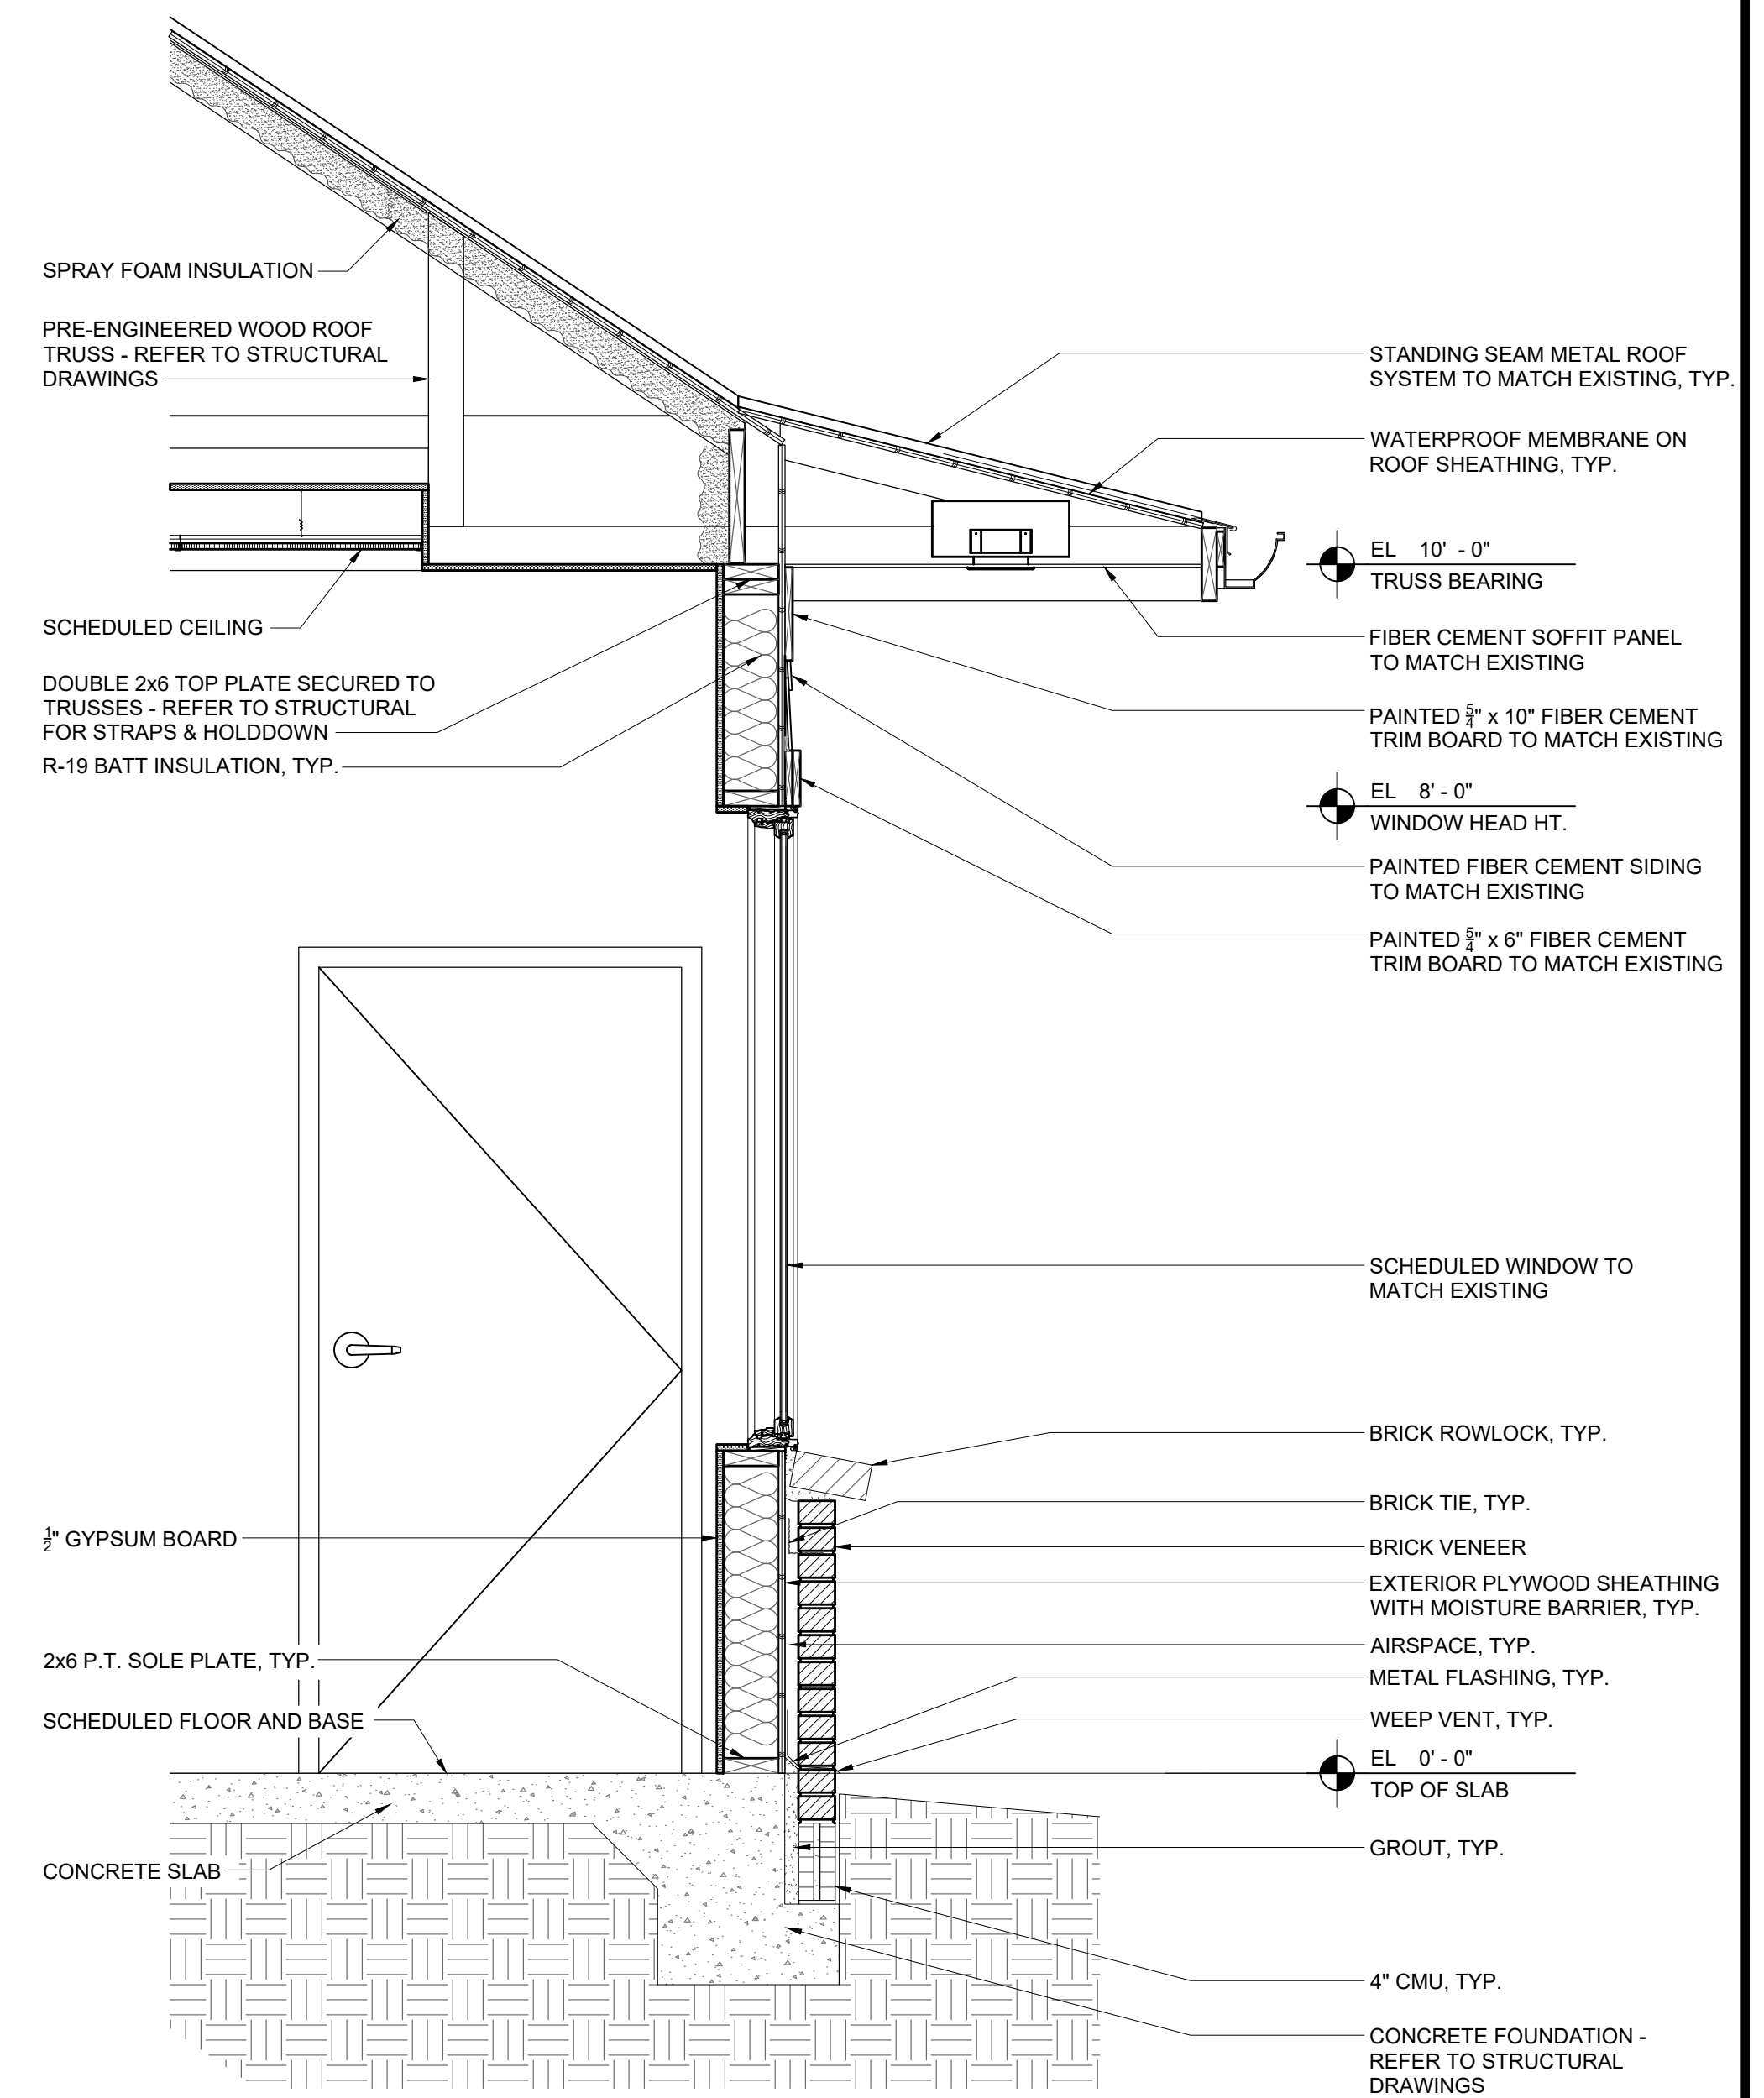 SPRAY FOAM INSULATION
PRE-ENGINEERED WOOD ROOF
TRUSS - REFER TO STRUCTURAL
DRAWINGS
SCHEDULED CEILING
DOUBLE 2x6 TOP PLATE SECURED TO
TRUSSES - REFER TO STRUCTURAL
FOR STRAPS & HOLDDOWN
R-19 BATT INSULATION, TYP.
1/2" GYPSUM BOARD
2x6 P.T. SOLE PLATE, TYP.
SCHEDULED FLOOR AND BASE
CONCRETE SLAB
STANDING SEAM METAL ROOF
SYSTEM TO MATCH EXISTING, TYP.
WATERPROOF MEMBRANE ON
ROOF SHEATHING, TYP.
EL 10' - 0"
TRUSS BEARING
FIBER CEMENT SOFFIT PANEL
TO MATCH EXISTING
PAINTED 5/4" x 10" FIBER CEMENT
TRIM BOARD TO MATCH EXISTING
EL 8' - 0"
WINDOW HEAD HT.
PAINTED FIBER CEMENT SIDING
TO MATCH EXISTING
PAINTED 5/4" x 6" FIBER CEMENT
TRIM BOARD TO MATCH EXISTING
SCHEDULED WINDOW TO
MATCH EXISTING
BRICK ROWLOCK, TYP.
BRICK TIE, TYP.
BRICK VENEER
EXTERIOR PLYWOOD SHEATHING
WITH MOISTURE BARRIER, TYP.
AIRSPACE, TYP.
METAL FLASHING, TYP.
WEEP VENT, TYP.
EL 0' - 0"
TOP OF SLAB
GROUT, TYP.
4" CMU, TYP.
CONCRETE FOUNDATION -
REFER TO STRUCTURAL
DRAWINGS